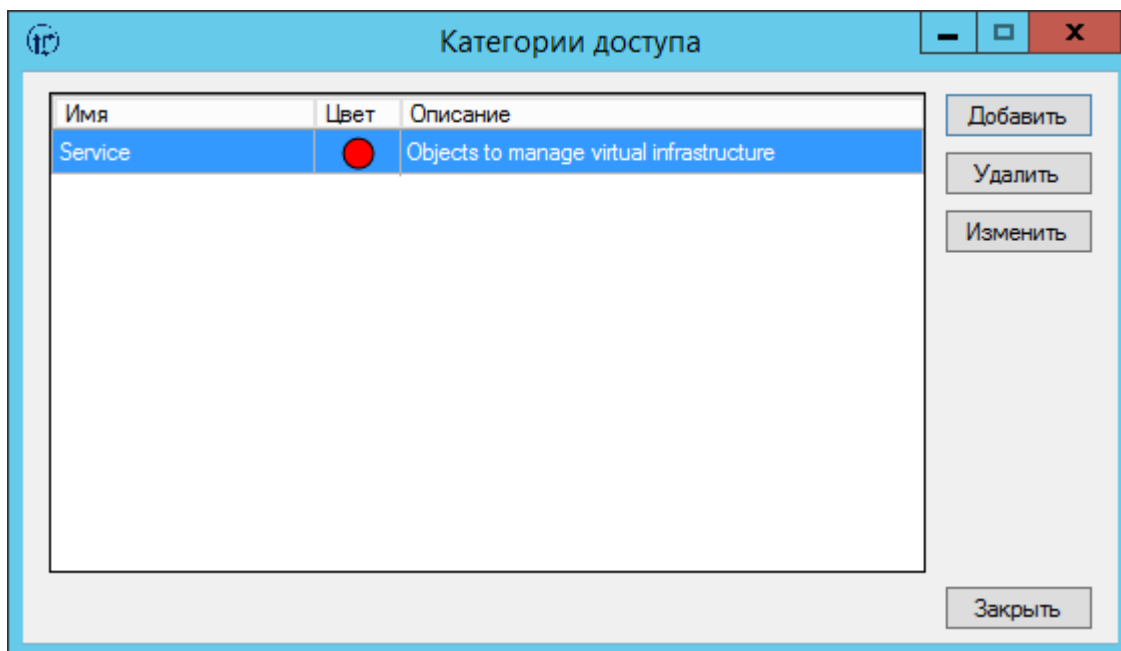 Категории доступа
Имя Цвет Описание
Service Objects to manage virtual infrastructure
Добавить
Удалить
Изменить
Закрыть